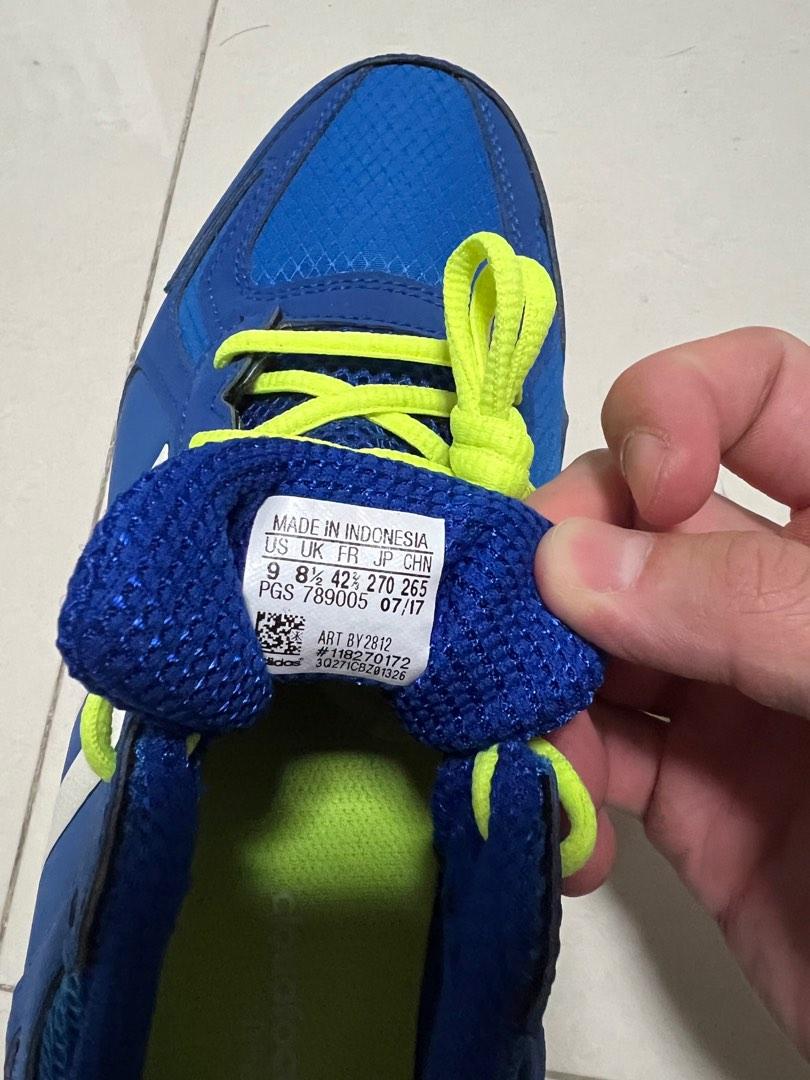 MADE IN INDONESIA
US UK FR JP CHN
9 8½ 42⅔ 270 265
PGS 789005 07/17
ART BY2812
#118270172
adidas® 3Q271CBZ01326